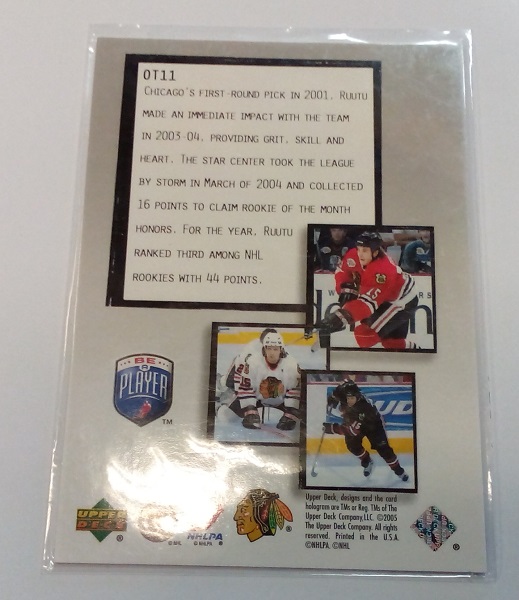 OT11
CHICAGO'S FIRST-ROUND PICK IN 2001, RUUTU
MADE AN IMMEDIATE IMPACT WITH THE TEAM
IN 2003-04, PROVIDING GRIT, SKILL AND
HEART. THE STAR CENTER TOOK THE LEAGUE
BY STORM IN MARCH OF 2004 AND COLLECTED
16 POINTS TO CLAIM ROOKIE OF THE MONTH
HONORS. FOR THE YEAR, RUUTU
RANKED THIRD AMONG NHL
ROOKIES WITH 44 POINTS.
BE
A
PLAYER
TM
UPPER
DECK
®
©NHL
NHLPA
©NHLPA
®
Upper Deck, designs and the card
hologram are TMs or Reg. TMs of The
Upper Deck Company,LLC. ©2005
The Upper Deck Company. All rights
reserved. Printed in the U.S.A.
©NHLPA, ©NHL
®